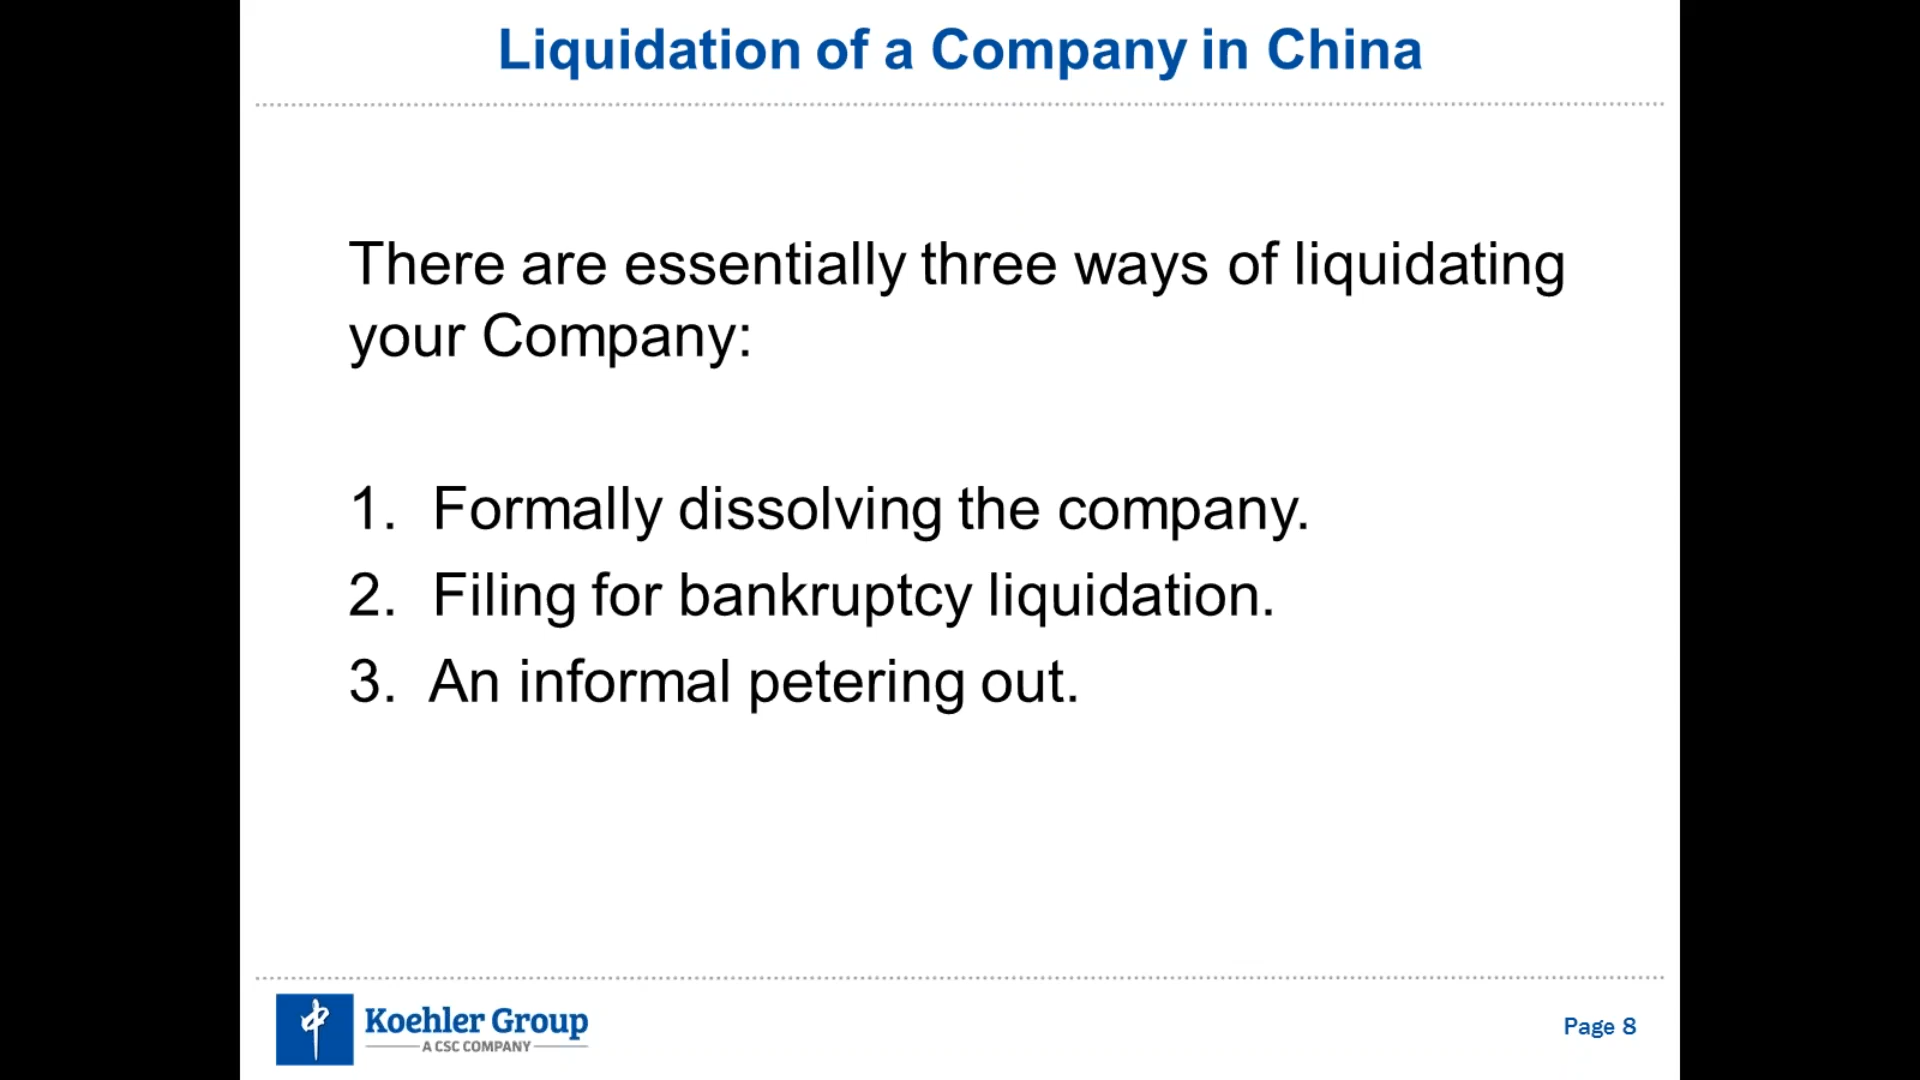 Liquidation of a Company in China
There are essentially three ways of liquidating
your Company:
1. Formally dissolving the company.
2. Filing for bankruptcy liquidation.
3. An informal petering out.
Koehler Group
A CSC COMPANY
Page 8